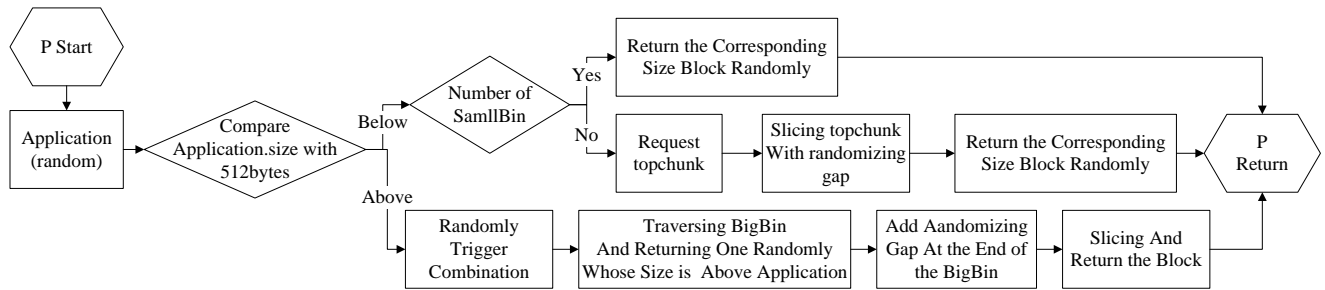 P Start
Application
(random)
Compare
Application.size with
512bytes
Below
Above
Number of
SamllBin
Yes
No
Return the Corresponding
Size Block Randomly
Request
topchunk
Slicing topchunk
With randomizing
gap
Return the Corresponding
Size Block Randomly
P
Return
Randomly
Trigger
Combination
Traversing BigBin
And Returning One Randomly
Whose Size is Above Application
Add Aandomizing
Gap At the End of
the BigBin
Slicing And
Return the Block